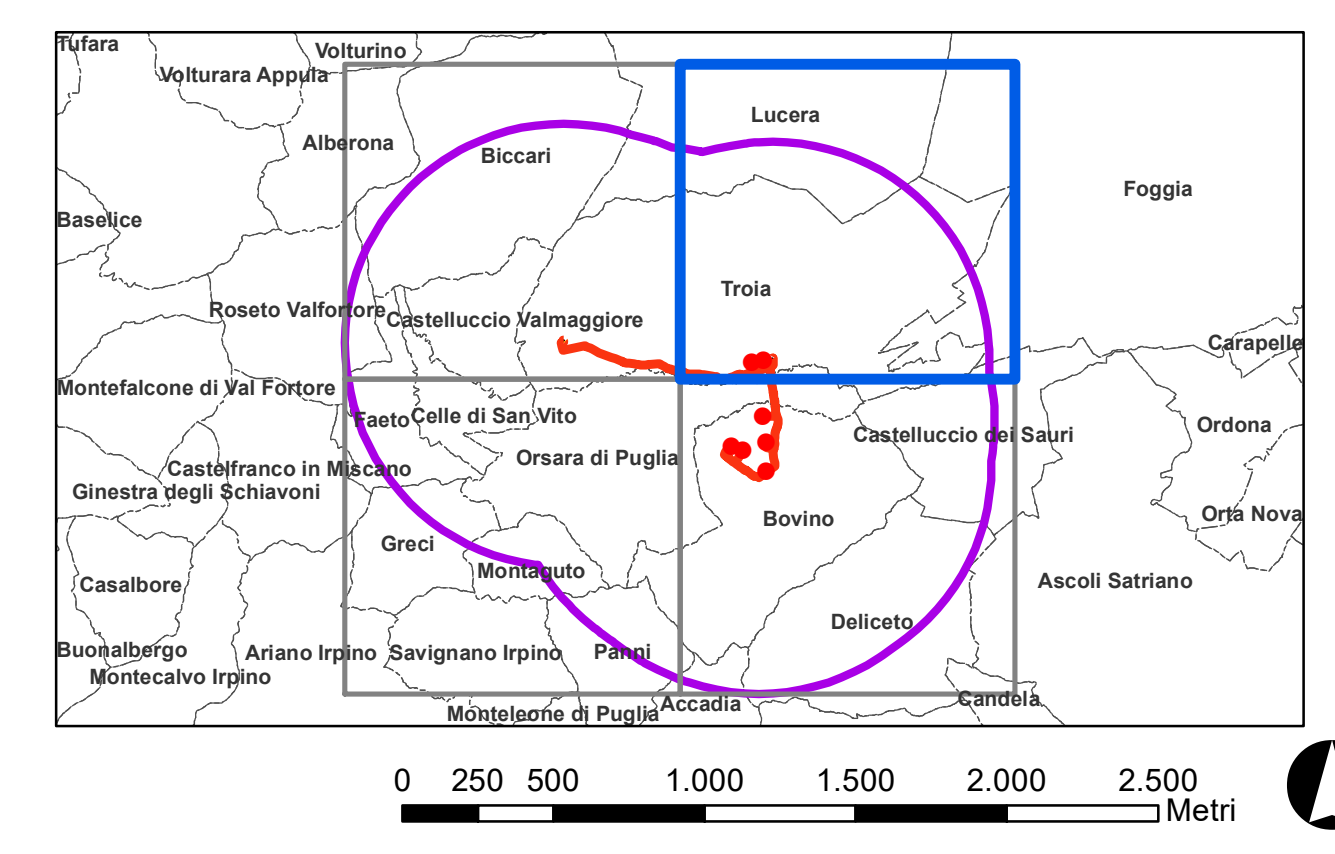 Tufara
Volturino
Volturara Appula
Lucera
Alberona
Biccari
Foggia
Baselice
Troia
Roseto Valfortore
Castelluccio Valmaggiore
Carapelle
Montefalcone di Val Fortore
Faeto
Celle di San Vito
Ordona
Castelluccio dei Sauri
Orsara di Puglia
Castelfranco in Miscano
Ginestra degli Schiavoni
Orta Nova
Bovino
Greci
Montaguto
Ascoli Satriano
Casalbore
Deliceto
Buonalbergo
Ariano Irpino
Savignano Irpino
Panni
Montecalvo Irpino
Candela
Accadia
Monteleone di Puglia
0 250 500 1.000 1.500 2.000 2.500
Metri